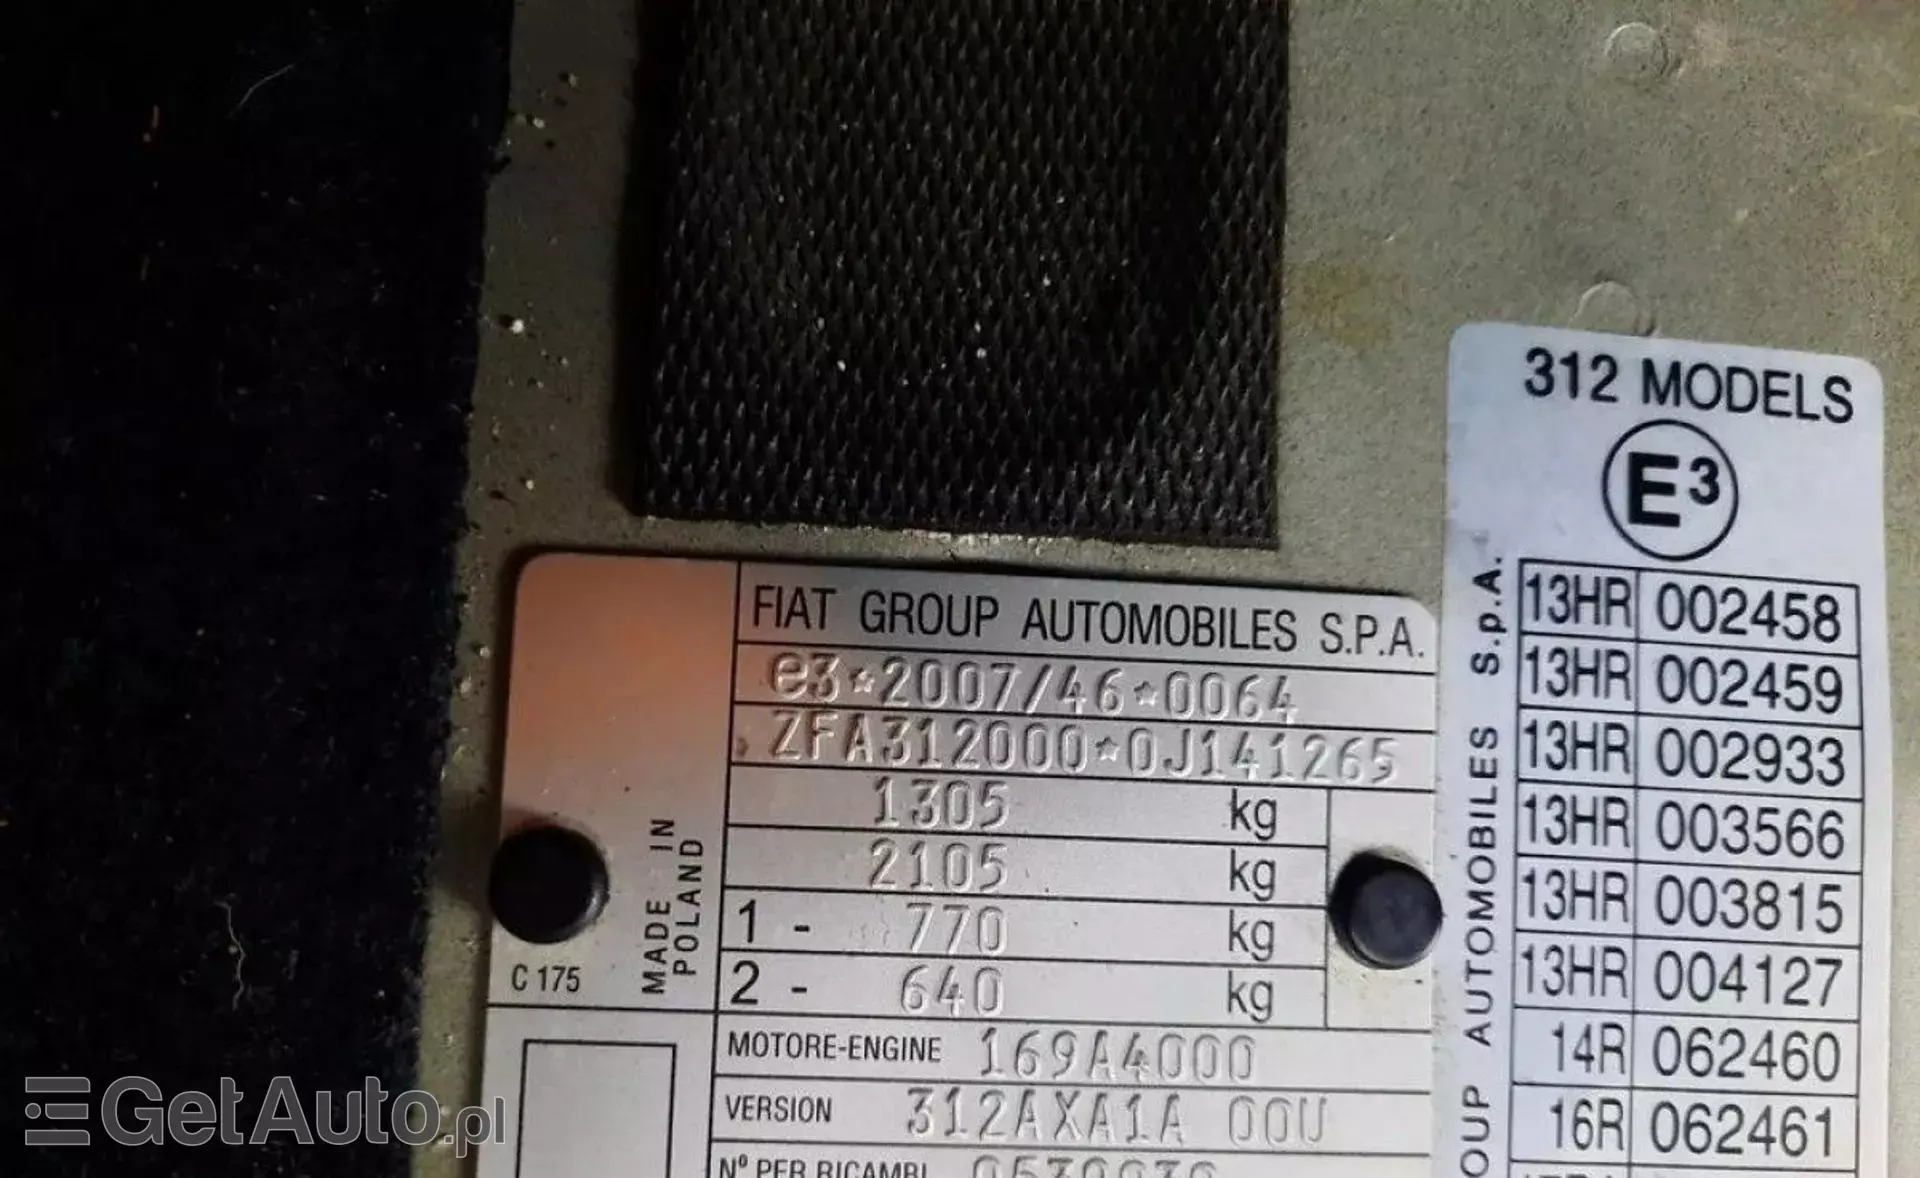 FIAT GROUP AUTOMOBILES S.P.A.
e3*2007/46*0064
ZFA312000*0J141265
1305 kg
2105 kg
1 - 770 kg
2 - 640 kg
MOTORE-ENGINE 169A4000
VERSION 312AXA1A 00U
N° PER RICAMBI
MADE IN
POLAND
C 175
312 MODELS
E3
13HR 002458
13HR 002459
13HR 002933
13HR 003566
13HR 003815
13HR 004127
14R 062460
16R 062461
AUTOMOBILES S.p.A.
GetAuto.pl